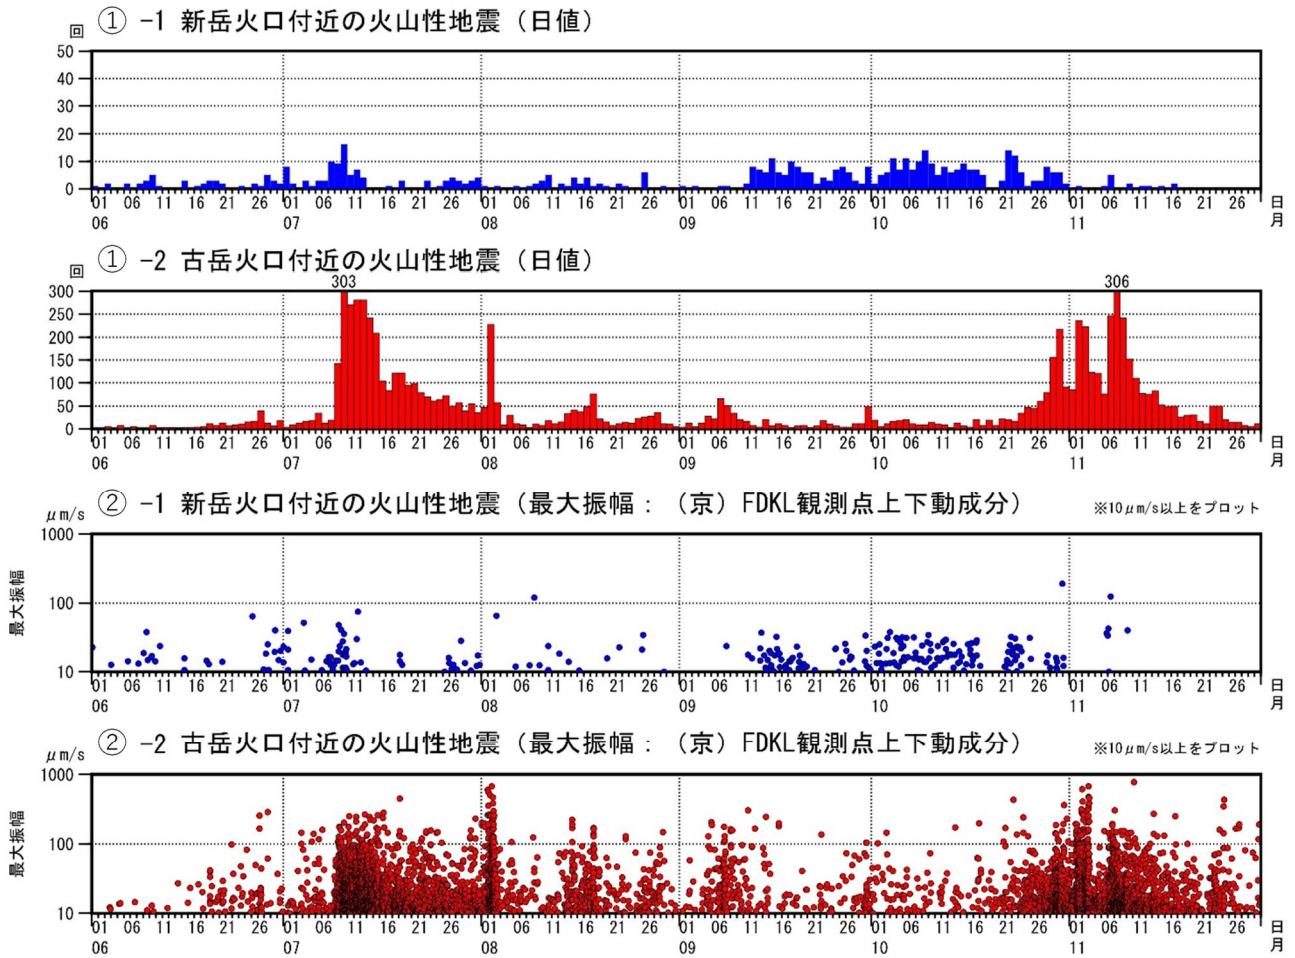 ① -1 新岳火口付近の火山性地震（日値）
回
50
40
30
20
10
0
01 06 11 16 21 26 01 06 11 16 21 26 01 06 11 16 21 26 01 06 11 16 21 26 01 06 11 16 21 26 01 06 11 16 21 26 日
06 07 08 09 10 11 月
① -2 古岳火口付近の火山性地震（日値）
回
303 306
300
250
200
150
100
50
0
01 06 11 16 21 26 01 06 11 16 21 26 01 06 11 16 21 26 01 06 11 16 21 26 01 06 11 16 21 26 01 06 11 16 21 26 日
06 07 08 09 10 11 月
② -1 新岳火口付近の火山性地震（最大振幅：（京）FDKL観測点上下動成分）
μm/s
※10μm/s以上をプロット
1000
100
10
最大振幅
01 06 11 16 21 26 01 06 11 16 21 26 01 06 11 16 21 26 01 06 11 16 21 26 01 06 11 16 21 26 01 06 11 16 21 26 日
06 07 08 09 10 11 月
② -2 古岳火口付近の火山性地震（最大振幅：（京）FDKL観測点上下動成分）
μm/s
※10μm/s以上をプロット
1000
100
10
最大振幅
01 06 11 16 21 26 01 06 11 16 21 26 01 06 11 16 21 26 01 06 11 16 21 26 01 06 11 16 21 26 01 06 11 16 21 26 日
06 07 08 09 10 11 月